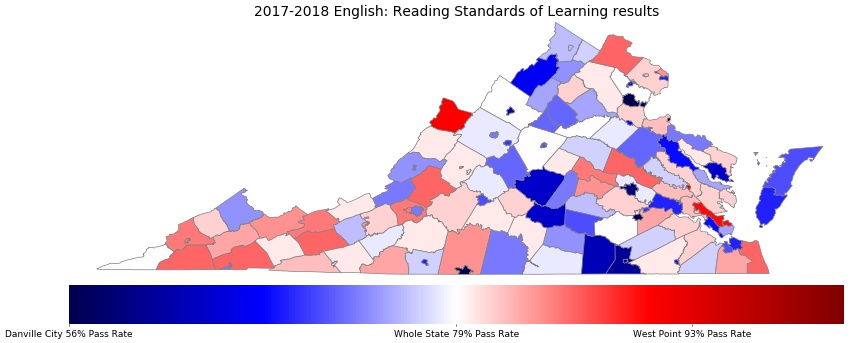 2017-2018 English: Reading Standards of Learning results
Danville City 56% Pass Rate
Whole State 79% Pass Rate
West Point 93% Pass Rate